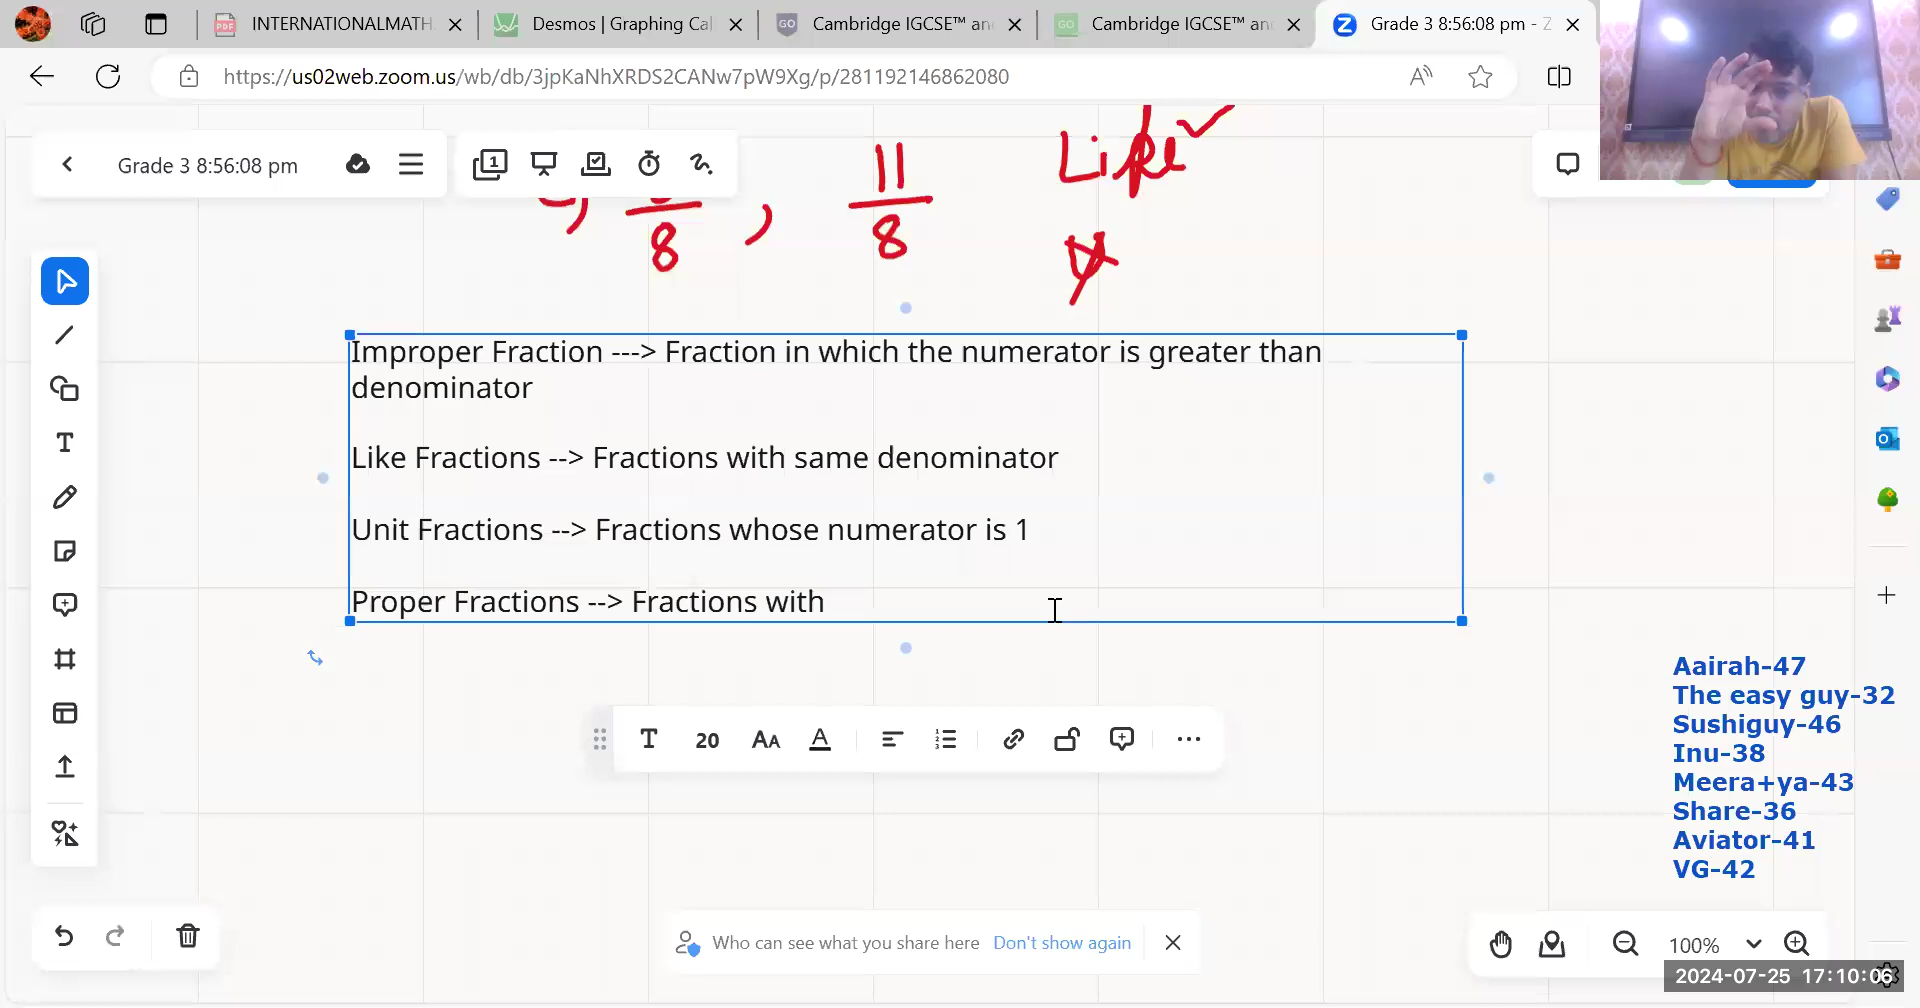 INTERNATIONALMATH
Desmos | Graphing Cal
Cambridge IGCSE™ an
Cambridge IGCSE™ an
Grade 3 8:56:08 pm - Z
https://us02web.zoom.us/wb/db/3jpKaNhXRDS2CANw7pW9Xg/p/281192146862080
Grade 3 8:56:08 pm
8 , 11/8 Like
Improper Fraction ---> Fraction in which the numerator is greater than
denominator
Like Fractions --> Fractions with same denominator
Unit Fractions --> Fractions whose numerator is 1
Proper Fractions --> Fractions with
Aairah-47
The easy guy-32
Sushiguy-46
Inu-38
Meera+ya-43
Share-36
Aviator-41
VG-42
20
Who can see what you share here Don't show again
100%
2024-07-25 17:10:06